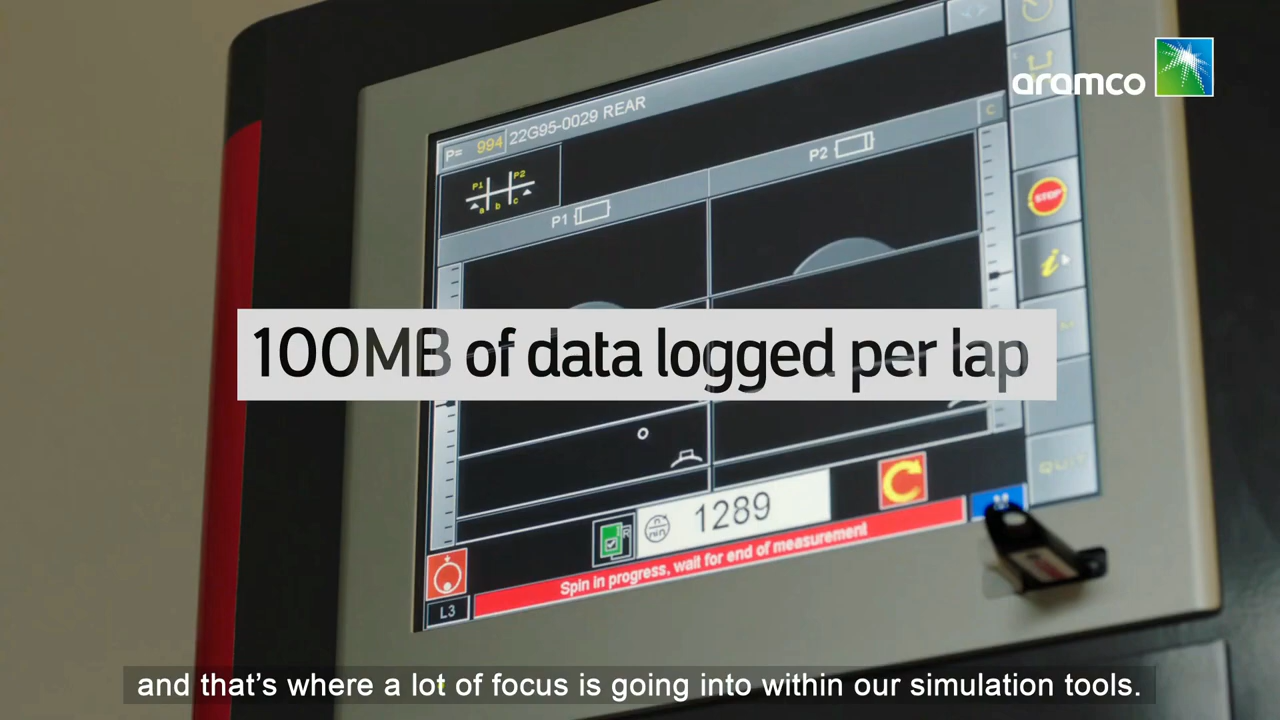 aramco
P= 994 22G95-0029 REAR
C
P1 P2
a b c
P1
P2
STOP
i
100MB of data logged per lap
1289
R
Spin in progress, wait for end of measurement
L3
and that's where a lot of focus is going into within our simulation tools.